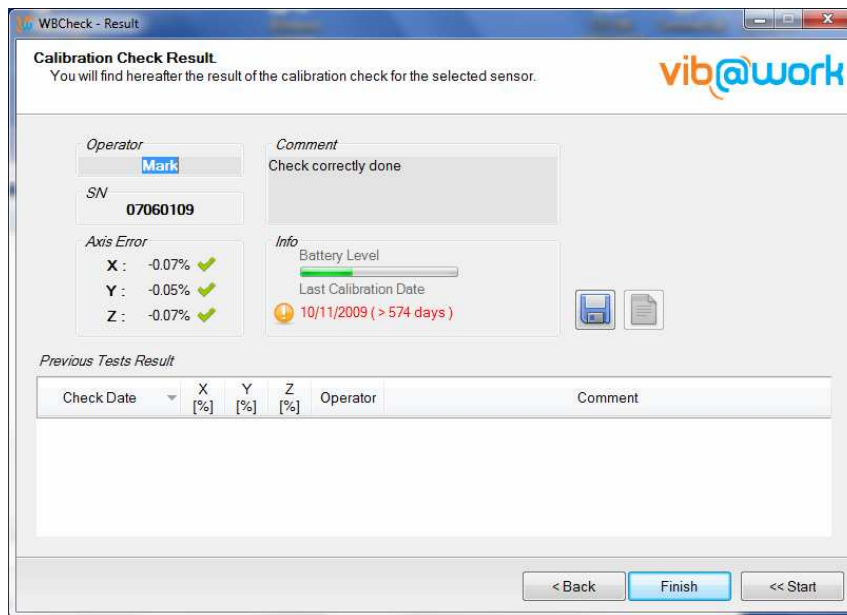 WBCheck - Result
Calibration Check Result.
You will find hereafter the result of the calibration check for the selected sensor.
vib@work
Operator
Mark
Comment
Check correctly done
SN
07060109
Axis Error
X : -0.07%
Y : -0.05%
Z : -0.07%
Info
Battery Level
Last Calibration Date
10/11/2009 ( > 574 days )
Previous Tests Result
Check Date X [%] Y [%] Z [%] Operator Comment
< Back Finish << Start